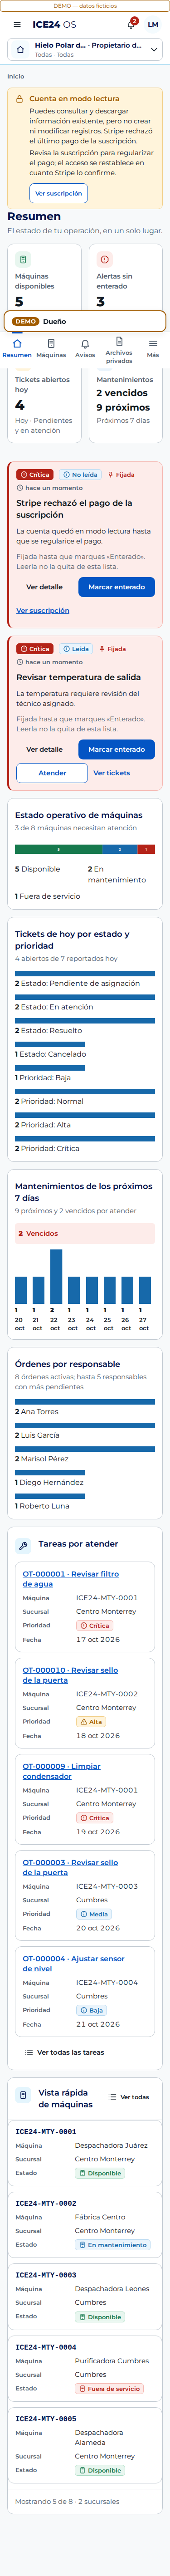 DEMO — datos ficticios
ICE24 OS
2
LM
Hielo Polar d... · Propietario d...
Todas · Todas
Inicio
Cuenta en modo lectura
Puedes consultar y descargar
información existente, pero no crear
ni modificar registros. Stripe rechazó
el último pago de la suscripción.
Revisa la suscripción para regularizar
el pago; el acceso se restablece en
cuanto Stripe lo confirme.
Ver suscripción
Resumen
El estado de tu operación, en un solo lugar.
Máquinas
disponibles
5
Alertas sin
enterar
3
DEMO Dueño
Resumen
Máquinas
Avisos
Archivos
privados
Más
Tickets abiertos
hoy
4
Hoy · Pendientes
y en atención
Mantenimientos
2 vencidos
9 próximos
Próximos 7 días
Crítica
No leída
Fijada
hace un momento
Stripe rechazó el pago de la
suscripción
La cuenta quedó en modo lectura hasta
que se regularice el pago.
Fijada hasta que marques «Enterado».
Leerla no la quita de esta lista.
Ver detalle
Marcar enterado
Ver suscripción
Crítica
Leída
Fijada
hace un momento
Revisar temperatura de salida
La temperatura requiere revisión del
técnico asignado.
Fijada hasta que marques «Enterado».
Leerla no la quita de esta lista.
Ver detalle
Marcar enterado
Atender
Ver tickets
Estado operativo de máquinas
3 de 8 máquinas necesitan atención
5
2
1
5 Disponible
2 En
mantenimiento
1 Fuera de servicio
Tickets de hoy por estado y
prioridad
4 abiertos de 7 reportados hoy
2 Estado: Pendiente de asignación
2 Estado: En atención
2 Estado: Resuelto
1 Estado: Cancelado
1 Prioridad: Baja
2 Prioridad: Normal
2 Prioridad: Alta
2 Prioridad: Crítica
Mantenimientos de los próximos
7 días
9 próximos y 2 vencidos por atender
2 Vencidos
1 1 2 1 1 1 1 1
20 21 22 23 24 25 26 27
oct oct oct oct oct oct oct oct
Órdenes por responsable
8 órdenes activas; hasta 5 responsables
con más pendientes
2 Ana Torres
2 Luis García
2 Marisol Pérez
1 Diego Hernández
1 Roberto Luna
Tareas por atender
OT-000001 · Revisar filtro
de agua
Máquina ICE24-MTY-0001
Sucursal Centro Monterrey
Prioridad Crítica
Fecha 17 oct 2026
OT-000010 · Revisar sello
de la puerta
Máquina ICE24-MTY-0002
Sucursal Centro Monterrey
Prioridad Alta
Fecha 18 oct 2026
OT-000009 · Limpiar
condensador
Máquina ICE24-MTY-0001
Sucursal Centro Monterrey
Prioridad Crítica
Fecha 19 oct 2026
OT-000003 · Revisar sello
de la puerta
Máquina ICE24-MTY-0003
Sucursal Cumbres
Prioridad Media
Fecha 20 oct 2026
OT-000004 · Ajustar sensor
de nivel
Máquina ICE24-MTY-0004
Sucursal Cumbres
Prioridad Baja
Fecha 21 oct 2026
Ver todas las tareas
Vista rápida
de máquinas
Ver todas
ICE24-MTY-0001
Máquina Despachadora Juárez
Sucursal Centro Monterrey
Estado Disponible
ICE24-MTY-0002
Máquina Fábrica Centro
Sucursal Centro Monterrey
Estado En mantenimiento
ICE24-MTY-0003
Máquina Despachadora Leones
Sucursal Cumbres
Estado Disponible
ICE24-MTY-0004
Máquina Purificadora Cumbres
Sucursal Cumbres
Estado Fuera de servicio
ICE24-MTY-0005
Máquina Despachadora
Alameda
Sucursal Centro Monterrey
Estado Disponible
Mostrando 5 de 8 · 2 sucursales